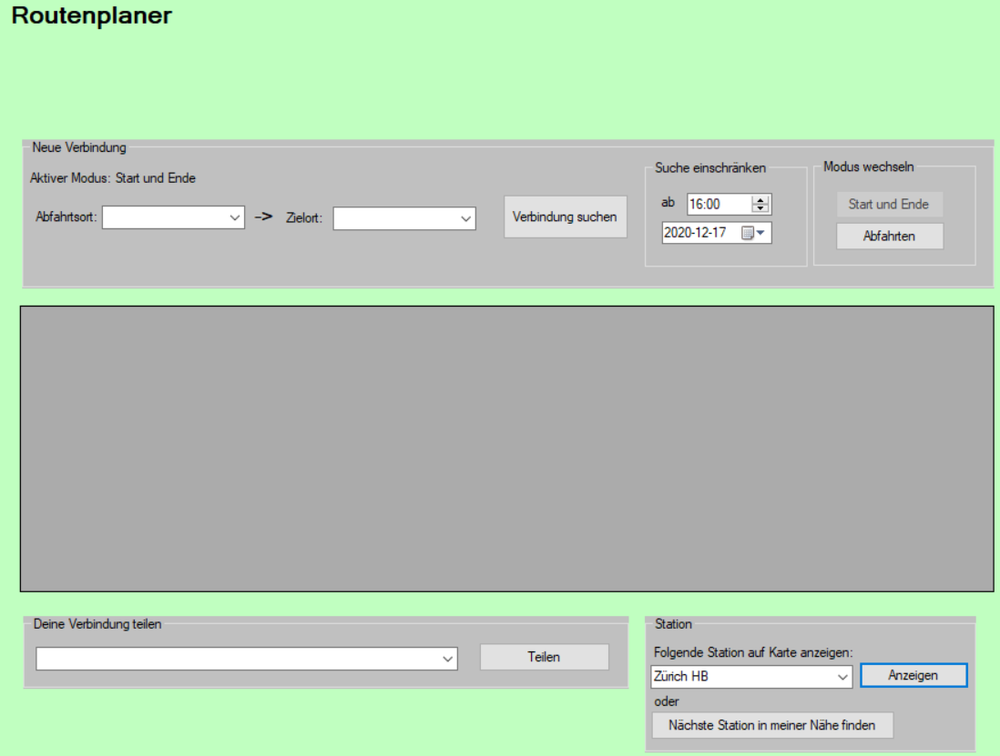 Routenplaner
Neue Verbindung
Aktiver Modus: Start und Ende
Abfahrtsort:
->
Zielort:
Verbindung suchen
Suche einschränken
ab 16:00
2020-12-17
Modus wechseln
Start und Ende
Abfahrten
Deine Verbindung teilen
Teilen
Station
Folgende Station auf Karte anzeigen:
Zürich HB
Anzeigen
oder
Nächste Station in meiner Nähe finden